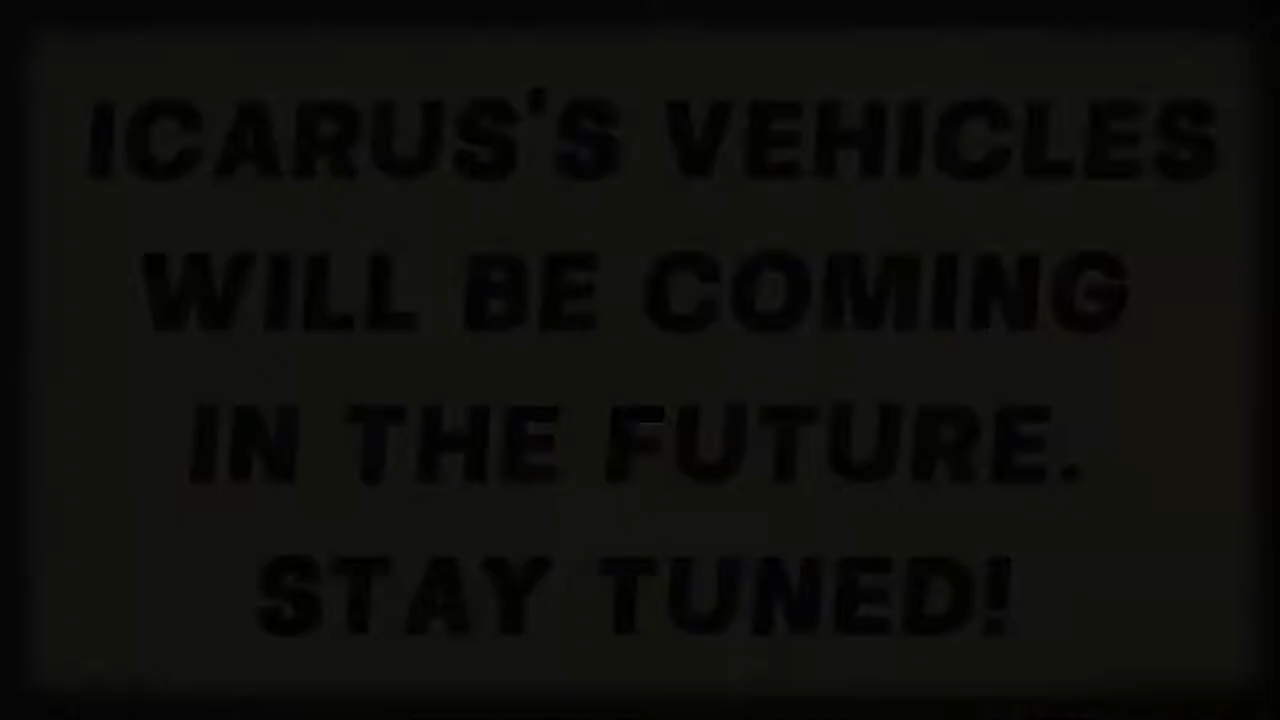 ICARUS'S VEHICLES
WILL BE COMING
IN THE FUTURE.
STAY TUNED!